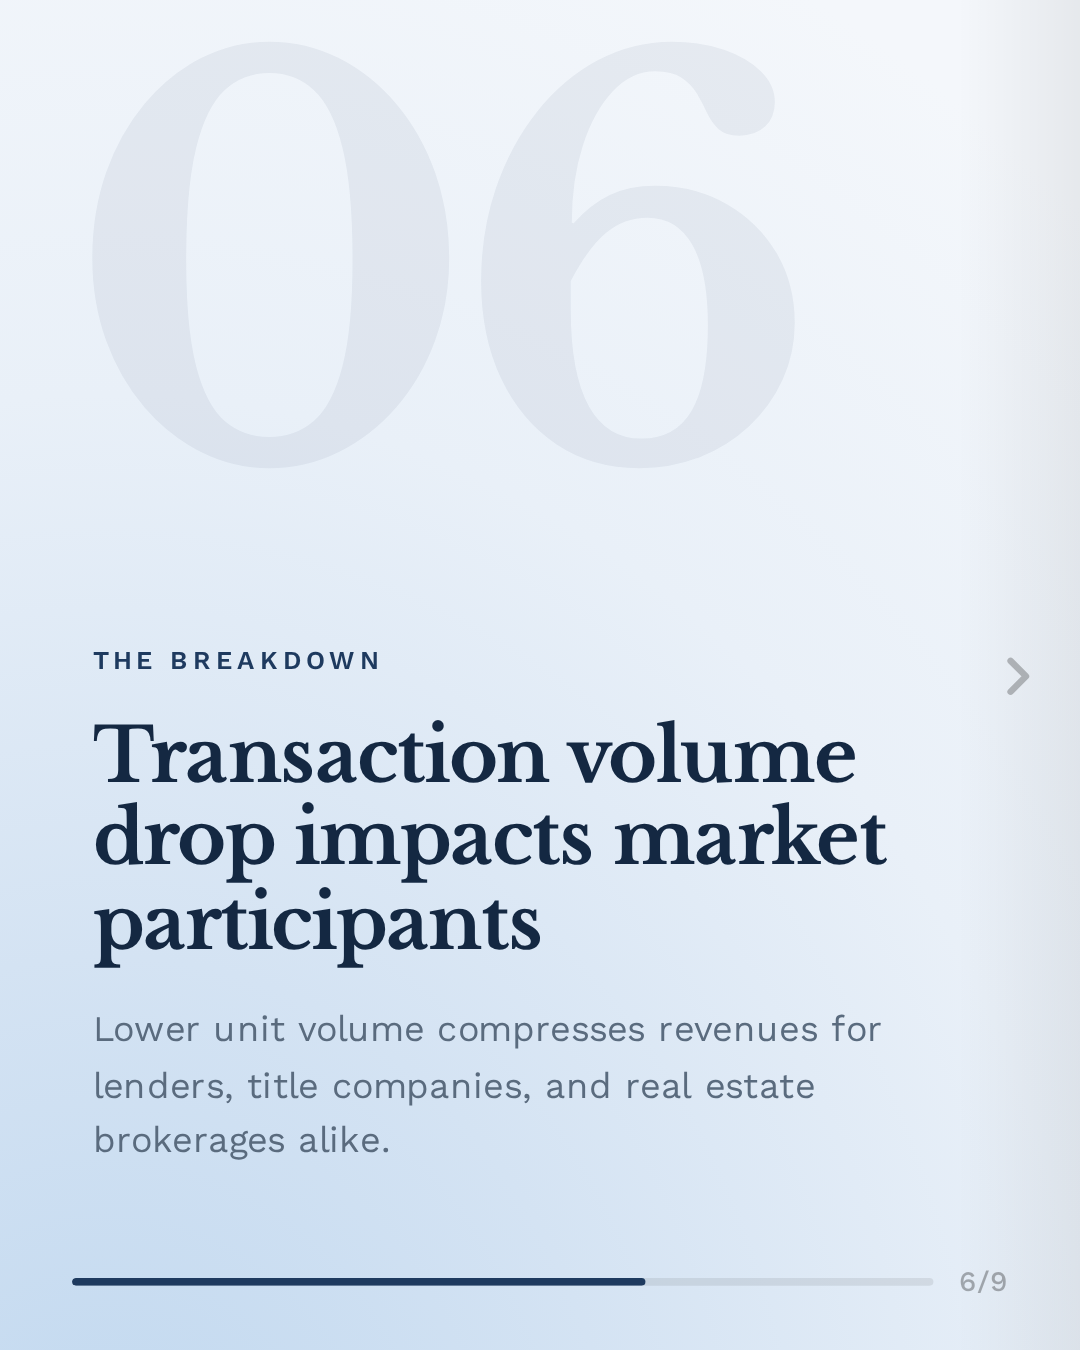 06
THE BREAKDOWN
Transaction volume
drop impacts market
participants
Lower unit volume compresses revenues for
lenders, title companies, and real estate
brokerages alike.
6/9